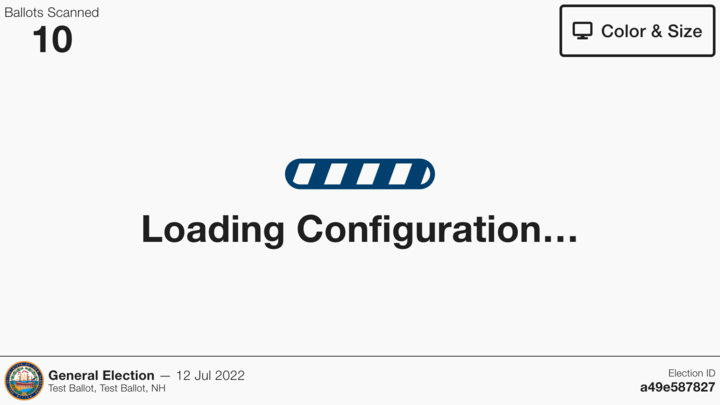 Ballots Scanned
10
Color & Size
Loading Configuration…
General Election — 12 Jul 2022
Test Ballot, Test Ballot, NH
Election ID
a49e587827